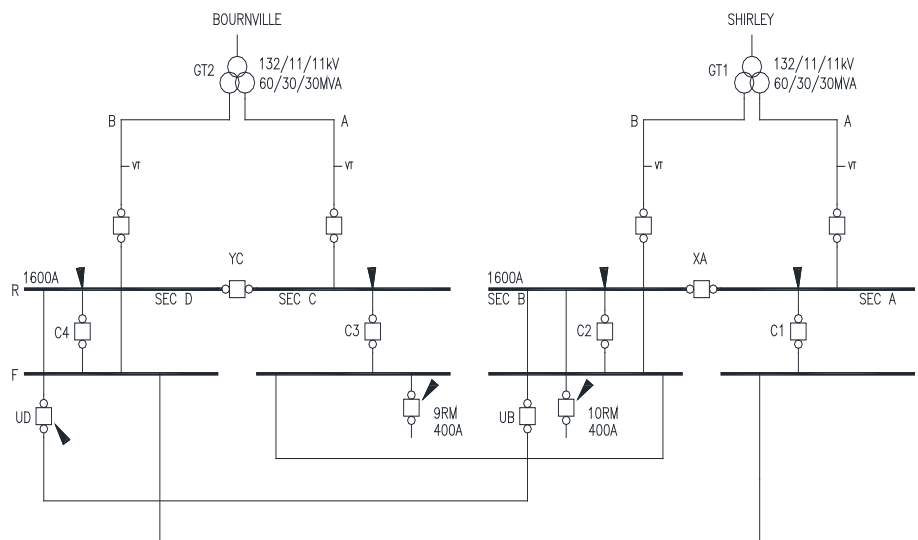 BOURNVILLE
SHIRLEY
GT2
132/11/11kV
60/30/30MVA
GT1
132/11/11kV
60/30/30MVA
B
A
B
A
VT
VT
VT
VT
YC
XA
R
1600A
SEC D
SEC C
1600A
SEC B
SEC A
C4
C3
C2
C1
F
UD
9RM
400A
UB
10RM
400A